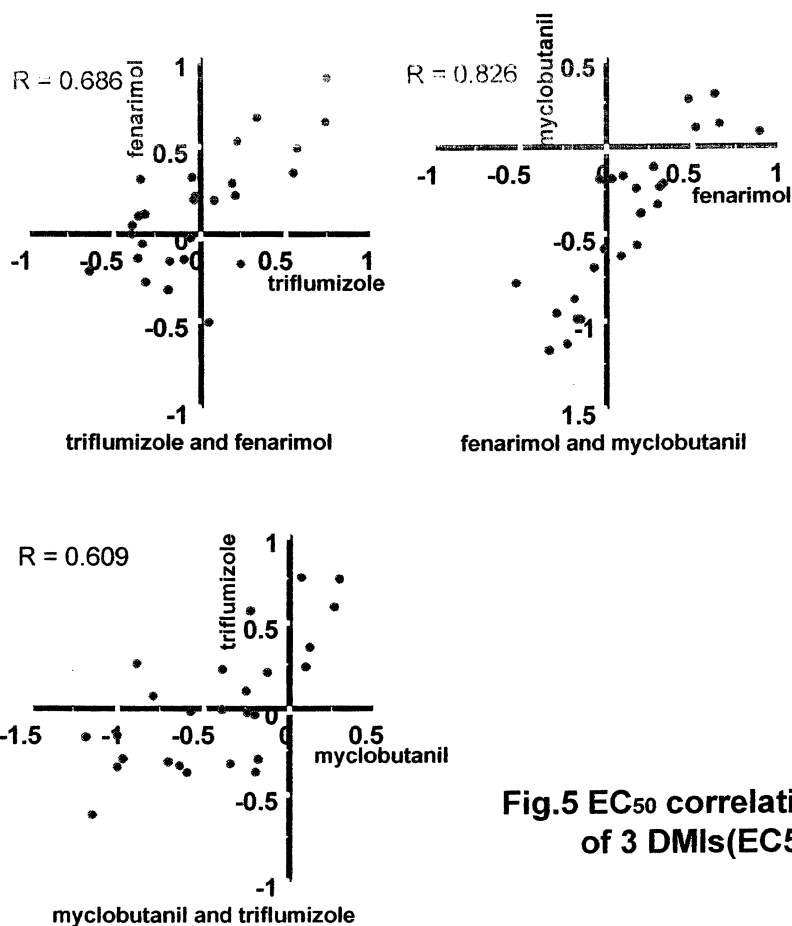 R = 0.686
fenarimol
1
0.5
-1
-0.5
0
0
0.5
1
triflumizole
-0.5
-1
triflumizole and fenarimol
R = 0.826
myclobutanil
0.5
-1
-0.5
0.5
1
fenarimol
-0.5
-1
1.5
fenarimol and myclobutanil
R = 0.609
triflumizole
1
0.5
0
-1.5
-1
-0.5
0
0.5
myclobutanil
-0.5
-1
myclobutanil and triflumizole
Fig.5 EC50 correlati
of 3 DMIs(EC5